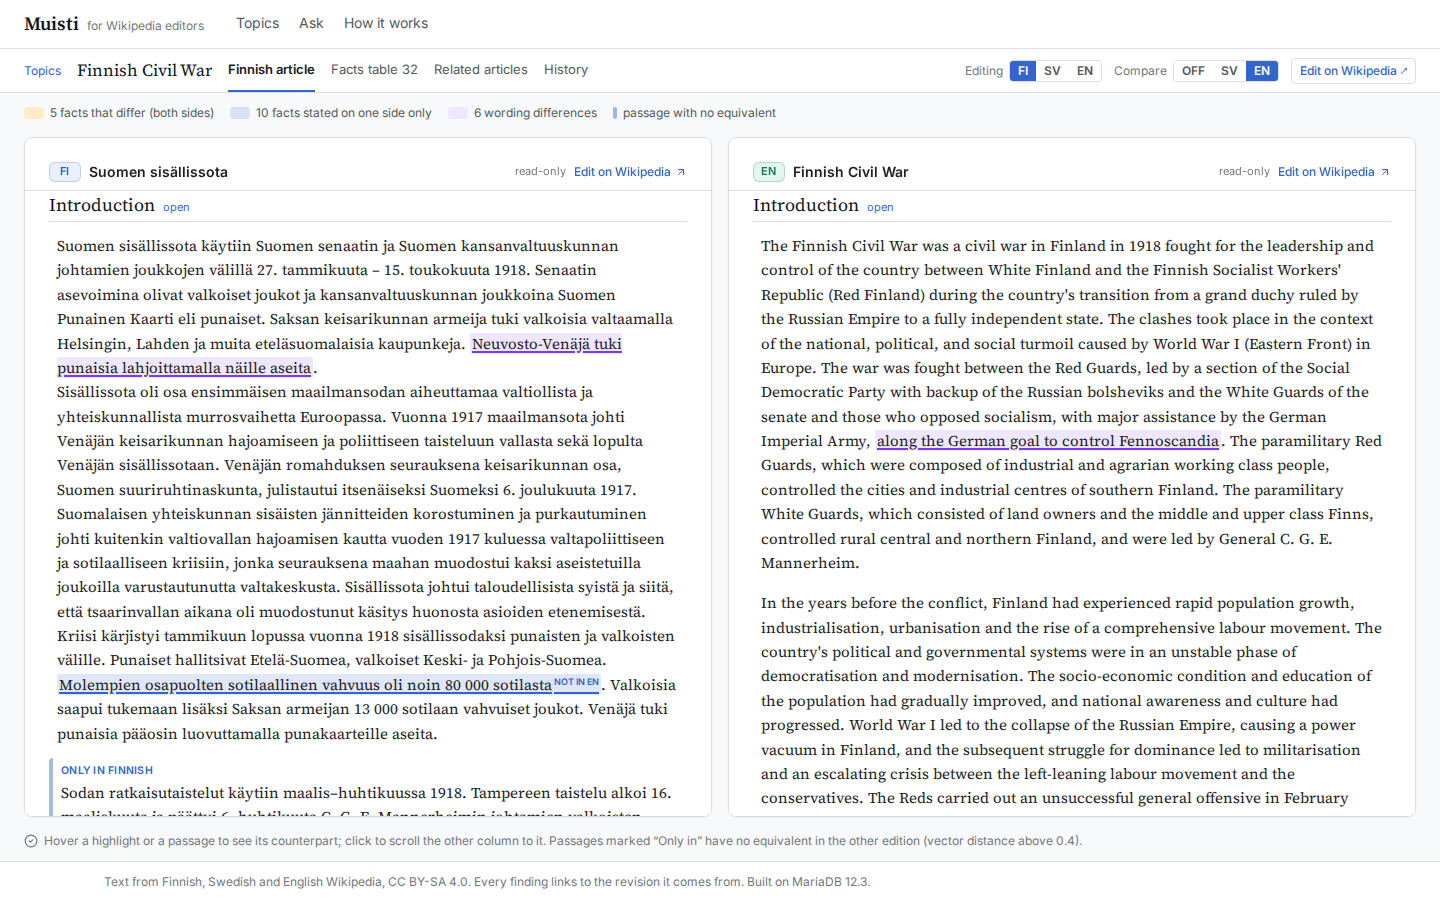 Muisti for Wikipedia editors Topics Ask How it works
Topics Finnish Civil War Finnish article Facts table 32 Related articles History Editing FI SV EN Compare OFF SV EN Edit on Wikipedia ↗
5 facts that differ (both sides) 10 facts stated on one side only 6 wording differences passage with no equivalent
FI Suomen sisällissota read-only Edit on Wikipedia ↗
Introduction open
Suomen sisällissota käytiin Suomen senaatin ja Suomen kansanvaltuuskunnan
johtamien joukkojen välillä 27. tammikuuta – 15. toukokuuta 1918. Senaatin
asevoimina olivat valkoiset joukot ja kansanvaltuuskunnan joukkoina Suomen
Punainen Kaarti eli punaiset. Saksan keisarikunnan armeija tuki valkoisia valtaamalla
Helsingin, Lahden ja muita eteläsuomalaisia kaupunkeja. Neuvosto-Venäjä tuki
punaisia lahjoittamalla näille aseita.
Sisällissota oli osa ensimmäisen maailmansodan aiheuttamaa valtiollista ja
yhteiskunnallista murrosvaihetta Euroopassa. Vuonna 1917 maailmansota johti
Venäjän keisarikunnan hajoamiseen ja poliittiseen taisteluun vallasta sekä lopulta
Venäjän sisällissotaan. Venäjän romahduksen seurauksena keisarikunnan osa,
Suomen suuriruhtinaskunta, julistautui itsenäiseksi Suomeksi 6. joulukuuta 1917.
Suomalaisen yhteiskunnan sisäisten jännitteiden korostuminen ja purkautuminen
johti kuitenkin valtiovallan hajoamisen kautta vuoden 1917 kuluessa valtapoliittiseen
ja sotilaalliseen kriisiin, jonka seurauksena maahan muodostui kaksi aseistetuilla
joukoilla varustautunutta valtakeskusta. Sisällissota johtui taloudellisista syistä ja siitä,
että tsaarinvallan aikana oli muodostunut käsitys huonosta asioiden etenemisestä.
Kriisi kärjistyi tammikuun lopussa vuonna 1918 sisällissodaksi punaisten ja valkoisten
välille. Punaiset hallitsivat Etelä-Suomea, valkoiset Keski- ja Pohjois-Suomea.
Molempien osapuolten sotilaallinen vahvuus oli noin 80 000 sotilasta NOT IN EN. Valkoisia
saapui tukemaan lisäksi Saksan armeijan 13 000 sotilaan vahvuiset joukot. Venäjä tuki
punaisia pääosin luovuttamalla punakaarteille aseita.
ONLY IN FINNISH
Sodan ratkaisutaistelut käytiin maalis–huhtikuussa 1918. Tampereen taistelu alkoi 16.
maaliskuuta ja päättyi 6. huhtikuuta C. G. E. Mannerheimin johtamien valkoisten
EN Finnish Civil War read-only Edit on Wikipedia ↗
Introduction open
The Finnish Civil War was a civil war in Finland in 1918 fought for the leadership and
control of the country between White Finland and the Finnish Socialist Workers'
Republic (Red Finland) during the country's transition from a grand duchy ruled by
the Russian Empire to a fully independent state. The clashes took place in the context
of the national, political, and social turmoil caused by World War I (Eastern Front) in
Europe. The war was fought between the Red Guards, led by a section of the Social
Democratic Party with backup of the Russian bolsheviks and the White Guards of the
senate and those who opposed socialism, with major assistance by the German
Imperial Army, along the German goal to control Fennoscandia. The paramilitary Red
Guards, which were composed of industrial and agrarian working class people,
controlled the cities and industrial centres of southern Finland. The paramilitary
White Guards, which consisted of land owners and the middle and upper class Finns,
controlled rural central and northern Finland, and were led by General C. G. E.
Mannerheim.
In the years before the conflict, Finland had experienced rapid population growth,
industrialisation, urbanisation and the rise of a comprehensive labour movement. The
country's political and governmental systems were in an unstable phase of
democratisation and modernisation. The socio-economic condition and education of
the population had gradually improved, and national awareness and culture had
progressed. World War I led to the collapse of the Russian Empire, causing a power
vacuum in Finland, and the subsequent struggle for dominance led to militarisation
and an escalating crisis between the left-leaning labour movement and the
conservatives. The Reds carried out an unsuccessful general offensive in February
Hover a highlight or a passage to see its counterpart; click to scroll the other column to it. Passages marked “Only in” have no equivalent in the other edition (vector distance above 0.4).
Text from Finnish, Swedish and English Wikipedia, CC BY-SA 4.0. Every finding links to the revision it comes from. Built on MariaDB 12.3.